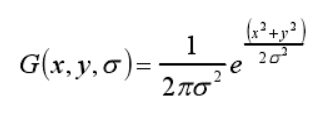 G(x, y, σ) = 1/(2πσ²) e^((x²+y²)/(2σ²))